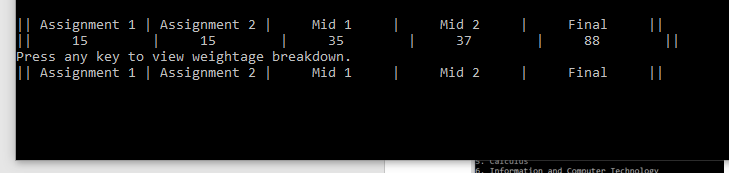 || Assignment 1 | Assignment 2 |     Mid 1     |     Mid 2     |     Final     ||
||     15        |     15        |     35        |     37        |     88        ||
Press any key to view weightage breakdown.
|| Assignment 1 | Assignment 2 |     Mid 1     |     Mid 2     |     Final     ||
5. Calculus
6. Information and Computer Technology